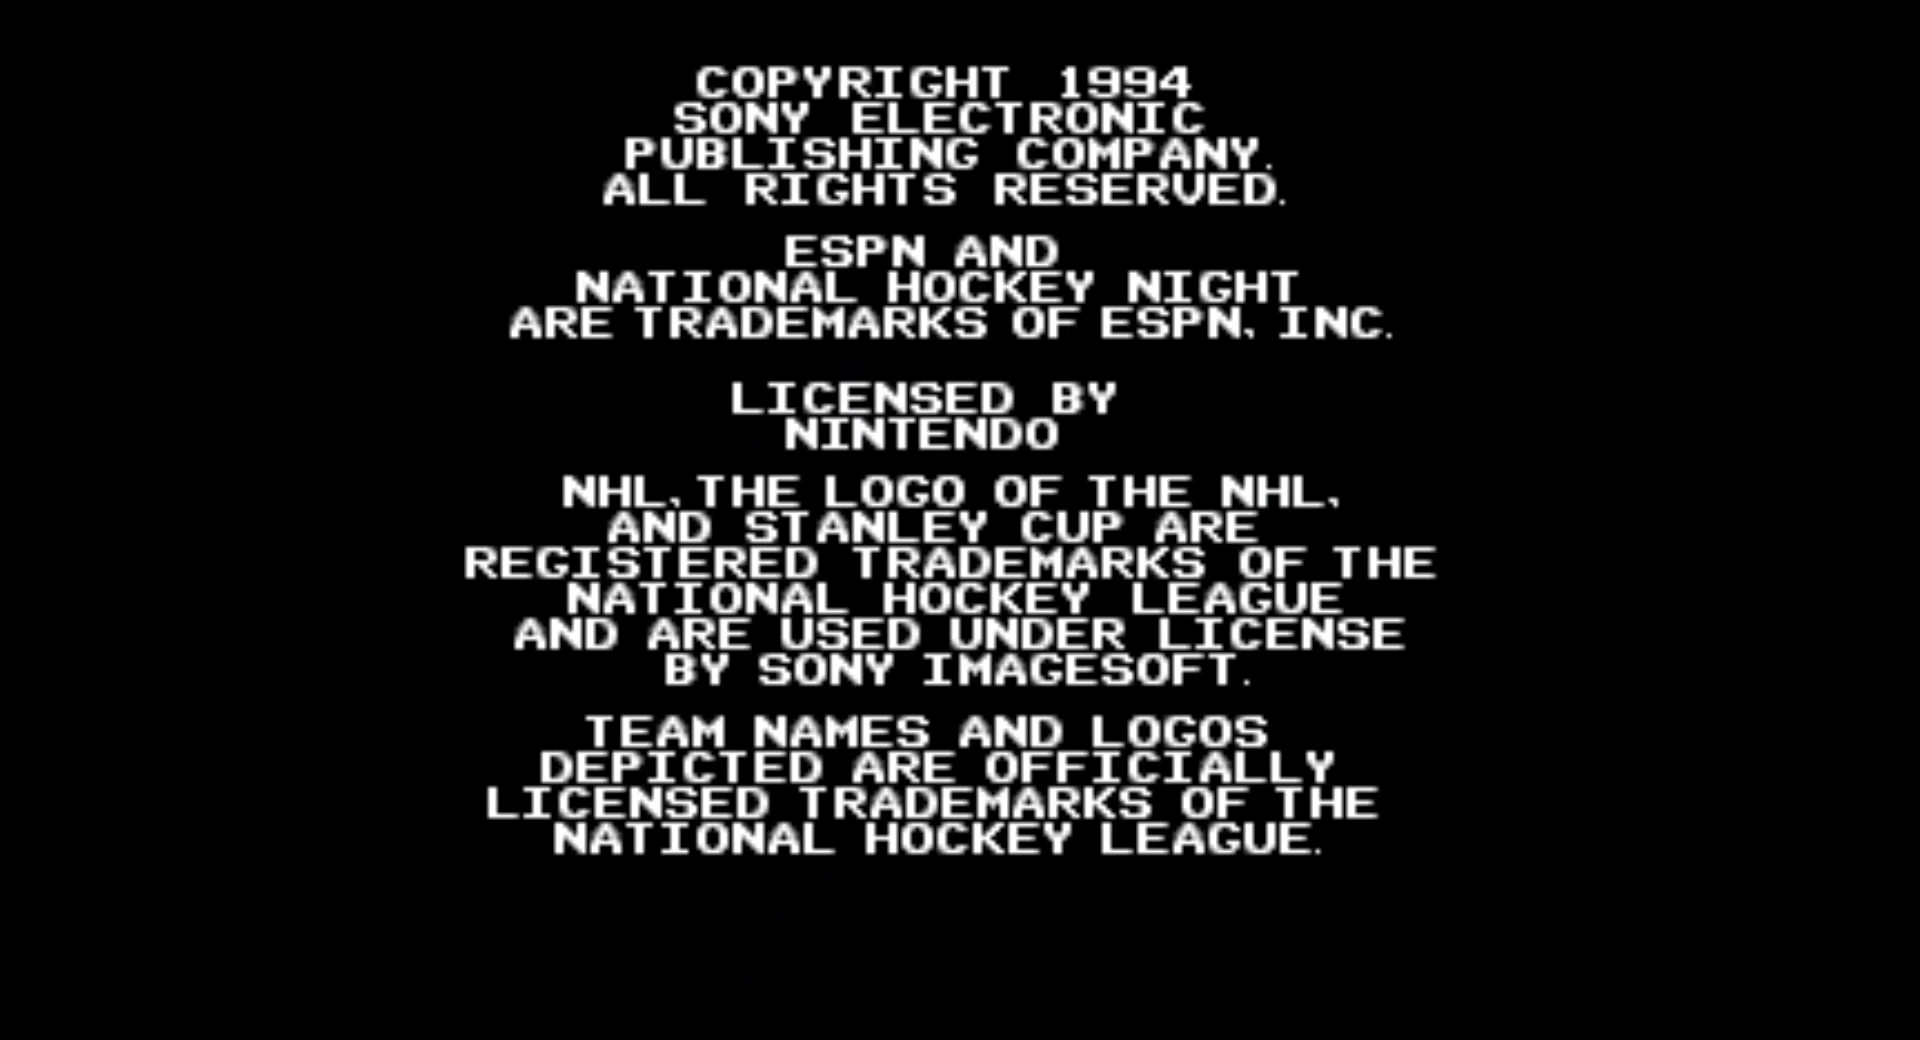 COPYRIGHT 1994
SONY ELECTRONIC
PUBLISHING COMPANY.
ALL RIGHTS RESERVED.
ESPN AND
NATIONAL HOCKEY NIGHT
ARE TRADEMARKS OF ESPN, INC.
LICENSED BY
NINTENDO
NHL, THE LOGO OF THE NHL,
AND STANLEY CUP ARE
REGISTERED TRADEMARKS OF THE
NATIONAL HOCKEY LEAGUE
AND ARE USED UNDER LICENSE
BY SONY IMAGESOFT.
TEAM NAMES AND LOGOS
DEPICTED ARE OFFICIALLY
LICENSED TRADEMARKS OF THE
NATIONAL HOCKEY LEAGUE.